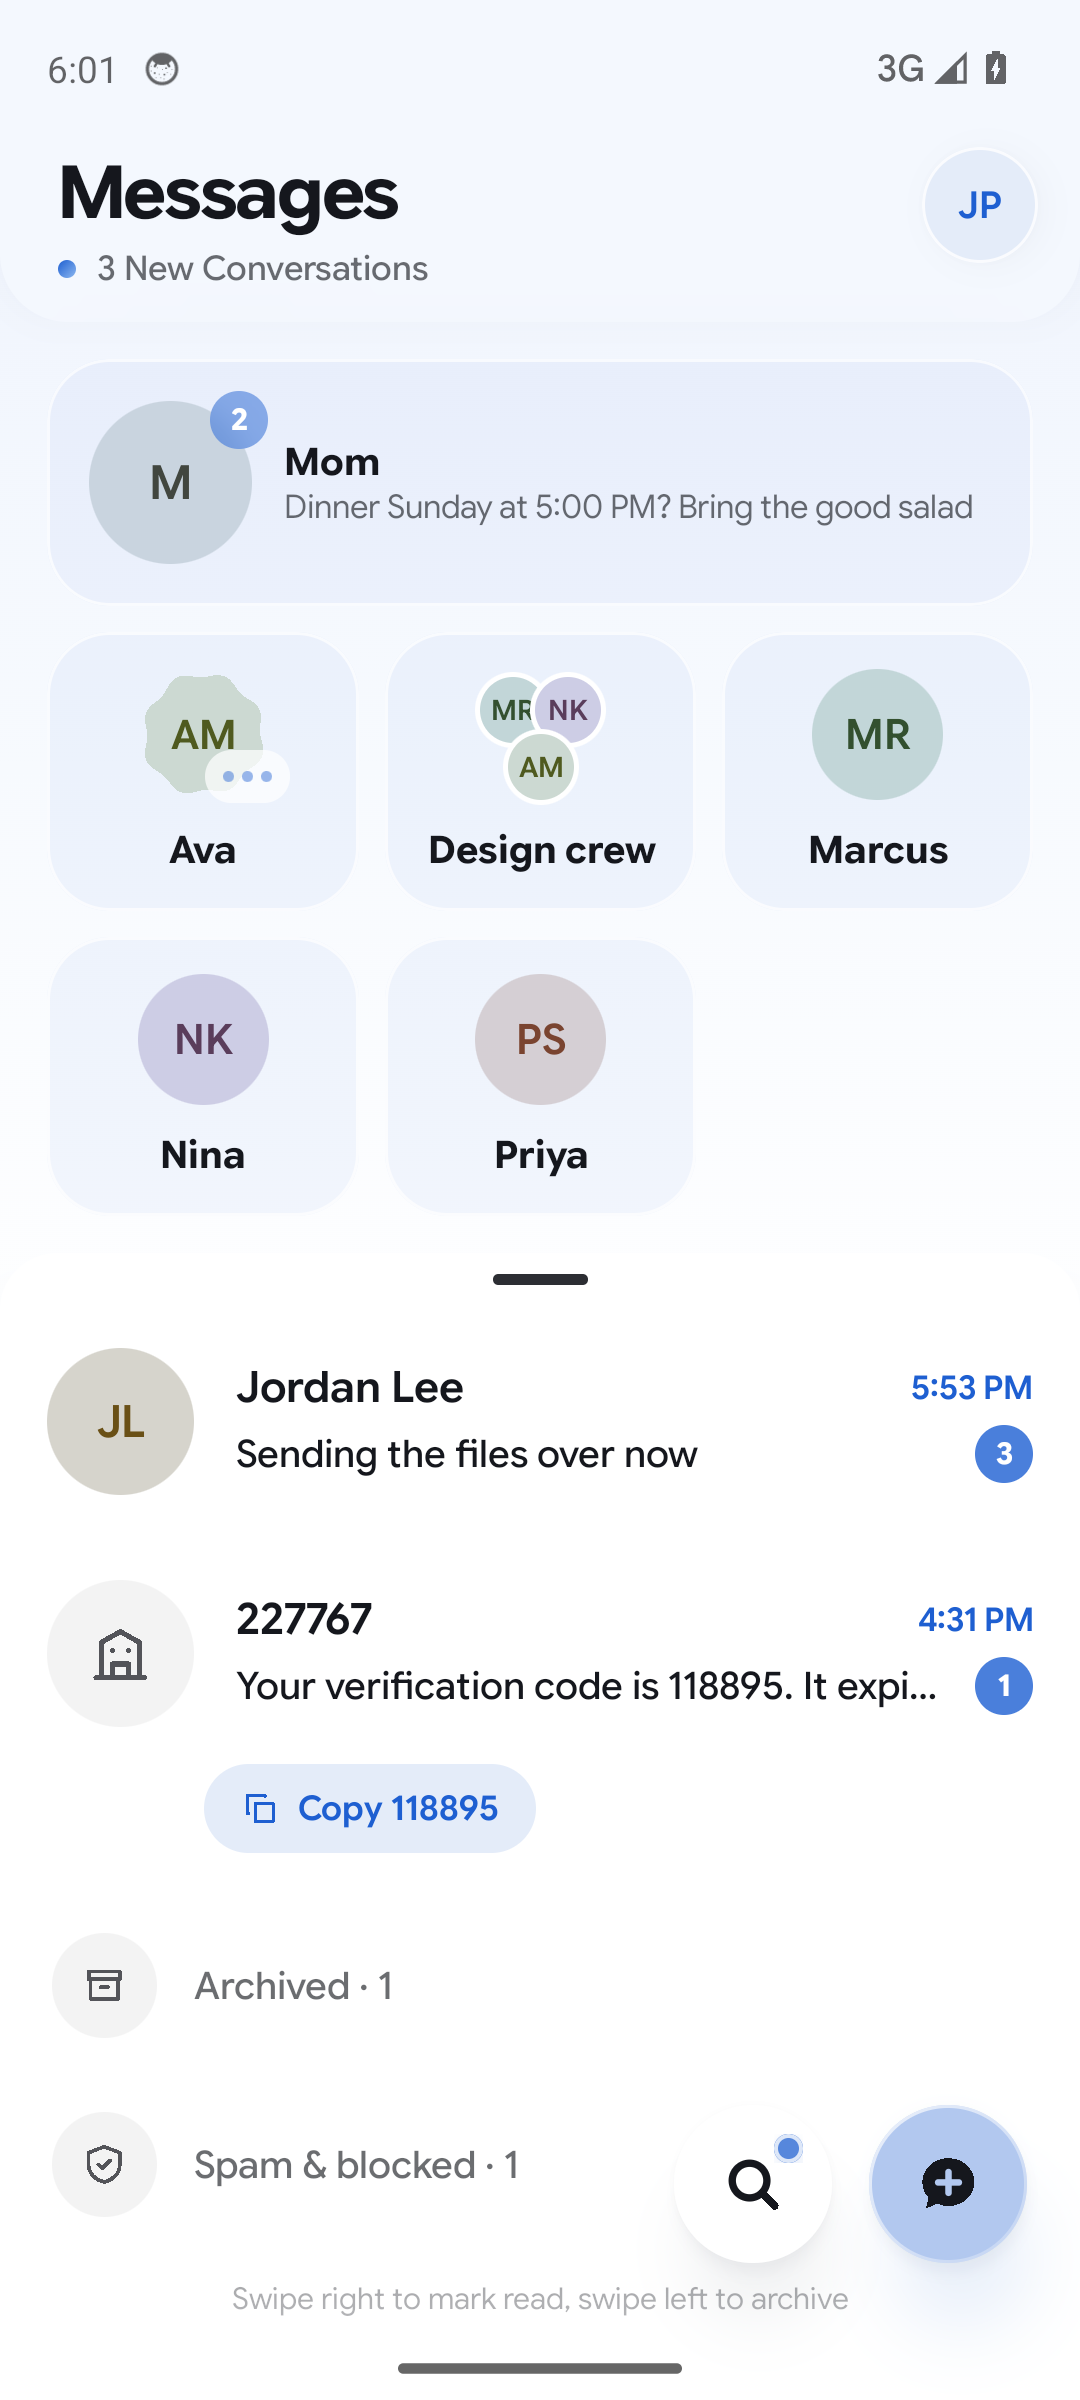 6:01
3G
Messages
JP
3 New Conversations
M
2
Mom
Dinner Sunday at 5:00 PM? Bring the good salad
AM
Ava
MR
NK
AM
Design crew
MR
Marcus
NK
Nina
PS
Priya
JL
Jordan Lee
5:53 PM
Sending the files over now
3
227767
4:31 PM
Your verification code is 118895. It expi...
1
Copy 118895
Archived · 1
Spam & blocked · 1
Swipe right to mark read, swipe left to archive